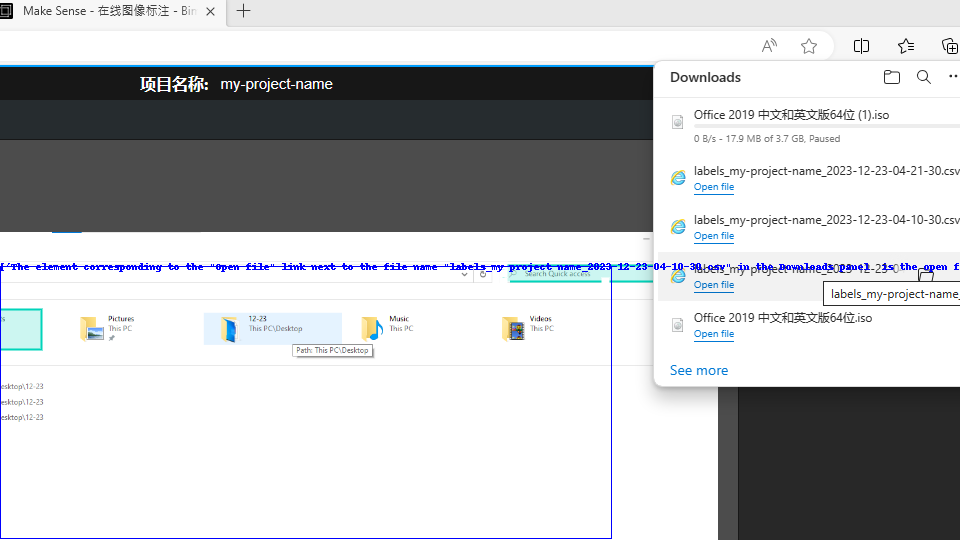 Make Sense - 在线图像标注 - Bin
项目名称: my-project-name
Downloads
Office 2019 中文和英文版64位 (1).iso
0 B/s - 17.9 MB of 3.7 GB, Paused
labels_my-project-name_2023-12-23-04-21-30.csv
Open file
labels_my-project-name_2023-12-23-04-10-30.csv
Open file
['The element corresponding to the "Open file" link next to the file name "labels_my-project-name_2023-12-23-04-10-30.csv" in the Downloads panel is the open f
labels_my-project-name_2023-12-23-0
Open file
labels_my-project-name_
Search Quick access
Office 2019 中文和英文版64位.iso
Open file
See more
Pictures
This PC
12-23
This PC\Desktop
Music
This PC
Videos
This PC
Path: This PC\Desktop
esktop\12-23
esktop\12-23
esktop\12-23